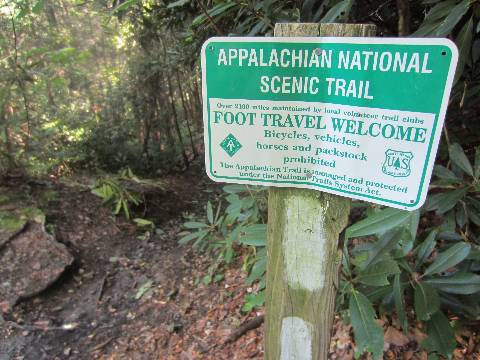 APPALACHIAN NATIONAL
SCENIC TRAIL
Over 2100 miles maintained by local volunteer trail clubs
FOOT TRAVEL WELCOME
Bicycles, vehicles,
horses and packstock
prohibited
UAS
The Appalachian Trail is managed and protected
under the National Trails System Act.